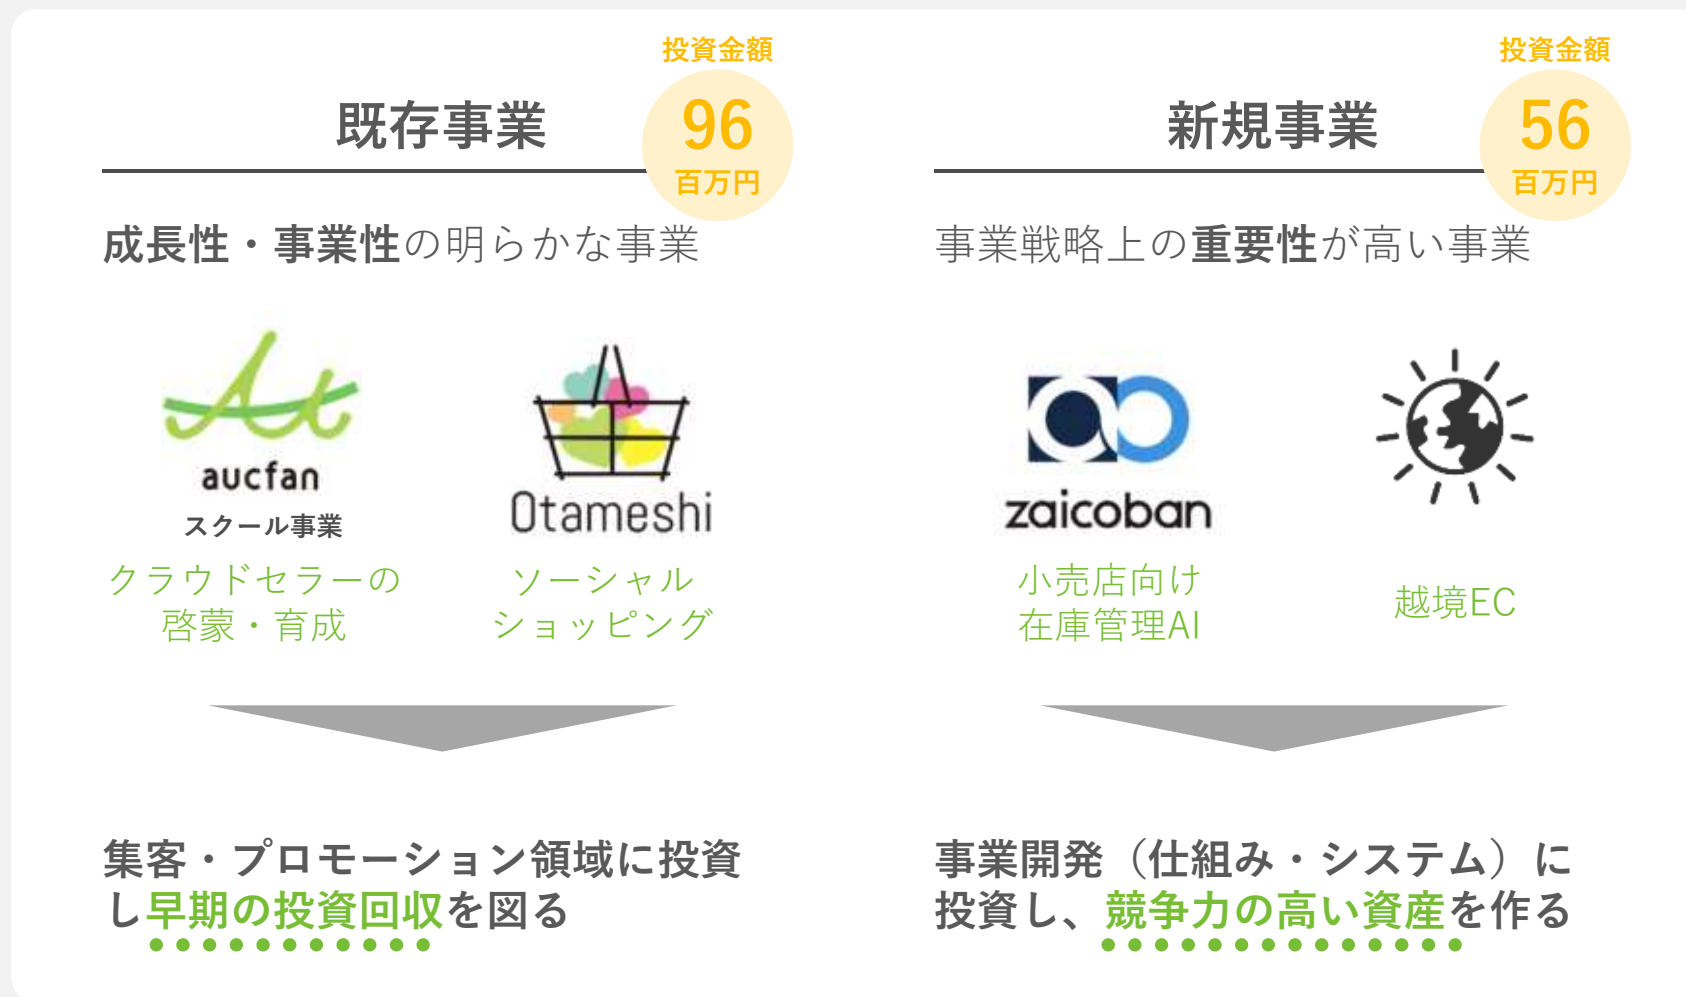 投資金額
既存事業
96
百万円
成長性・事業性の明らかな事業
aucfan
スクール事業
クラウドセラーの
啓蒙・育成
Otameshi
ソーシャル
ショッピング
集客・プロモーション領域に投資
し早期の投資回収を図る
投資金額
新規事業
56
百万円
事業戦略上の重要性が高い事業
zaicoban
小売店向け
在庫管理AI
越境EC
事業開発（仕組み・システム）に
投資し、競争力の高い資産を作る